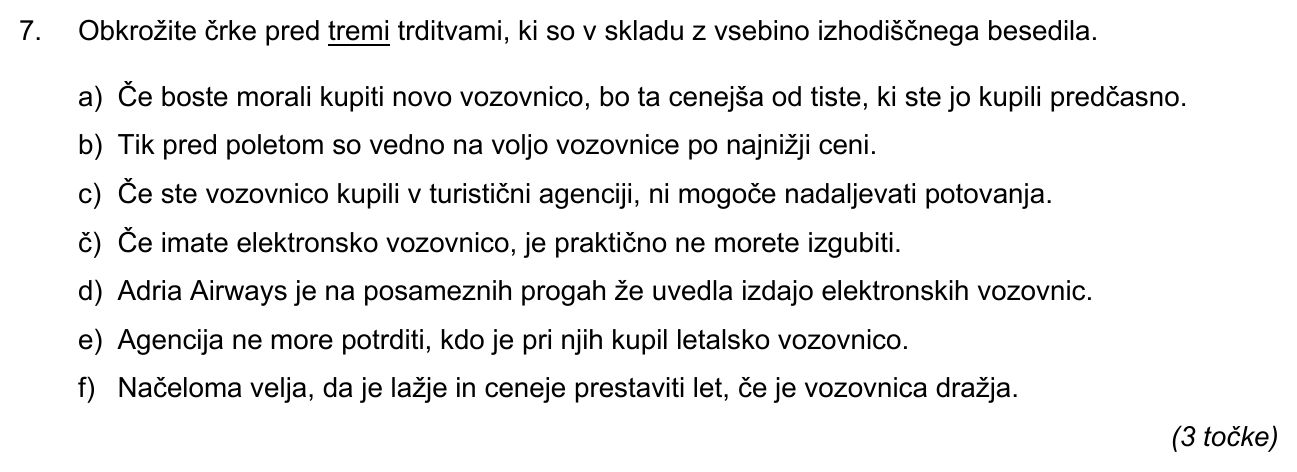 7. Obkrožite črke pred tremi trditvami, ki so v skladu z vsebino izhodiščnega besedila.
a) Če boste morali kupiti novo vozovnico, bo ta cenejša od tiste, ki ste jo kupili predčasno.
b) Tik pred poletom so vedno na voljo vozovnice po najnižji ceni.
c) Če ste vozovnico kupili v turistični agenciji, ni mogoče nadaljevati potovanja.
č) Če imate elektronsko vozovnico, je praktično ne morete izgubiti.
d) Adria Airways je na posameznih progah že uvedla izdajo elektronskih vozovnic.
e) Agencija ne more potrditi, kdo je pri njih kupil letalsko vozovnico.
f) Načeloma velja, da je lažje in ceneje prestaviti let, če je vozovnica dražja.
(3 točke)